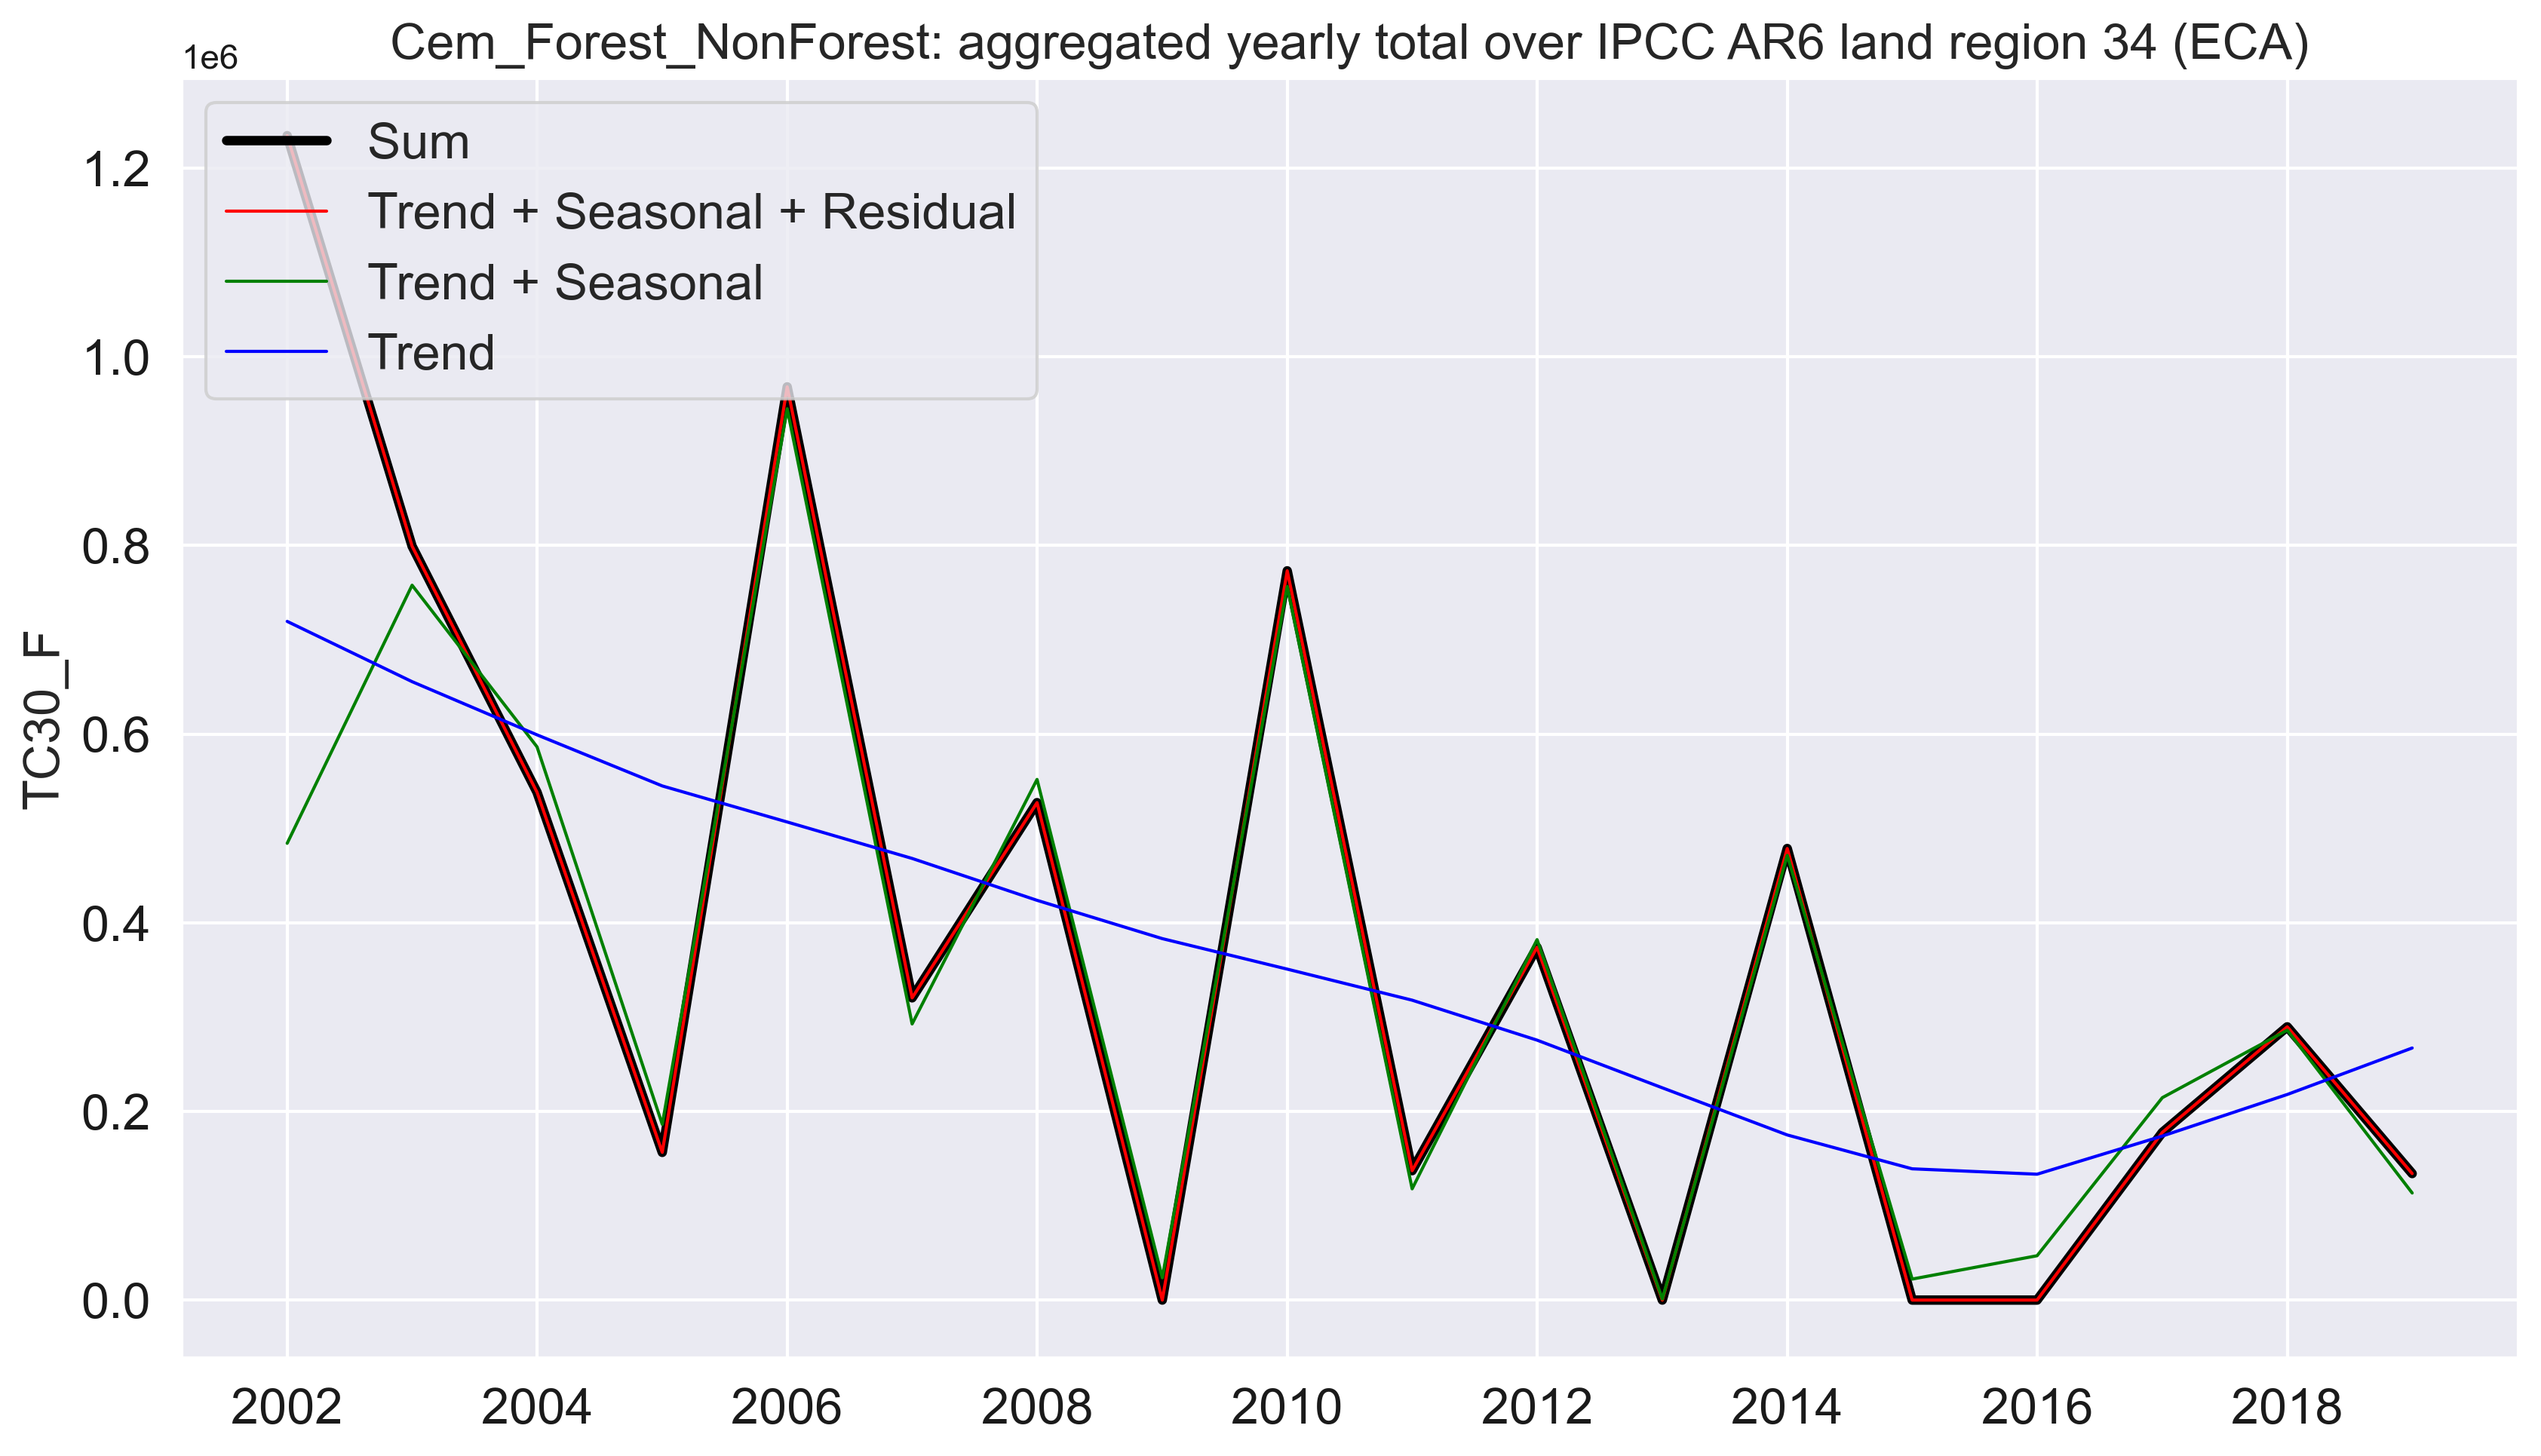 Cem_Forest_NonForest: aggregated yearly total over IPCC AR6 land region 34 (ECA)
1e6
Sum
Trend + Seasonal + Residual
Trend + Seasonal
Trend
1.2
1.0
0.8
0.6
0.4
0.2
0.0
TC30_F
2002 2004 2006 2008 2010 2012 2014 2016 2018